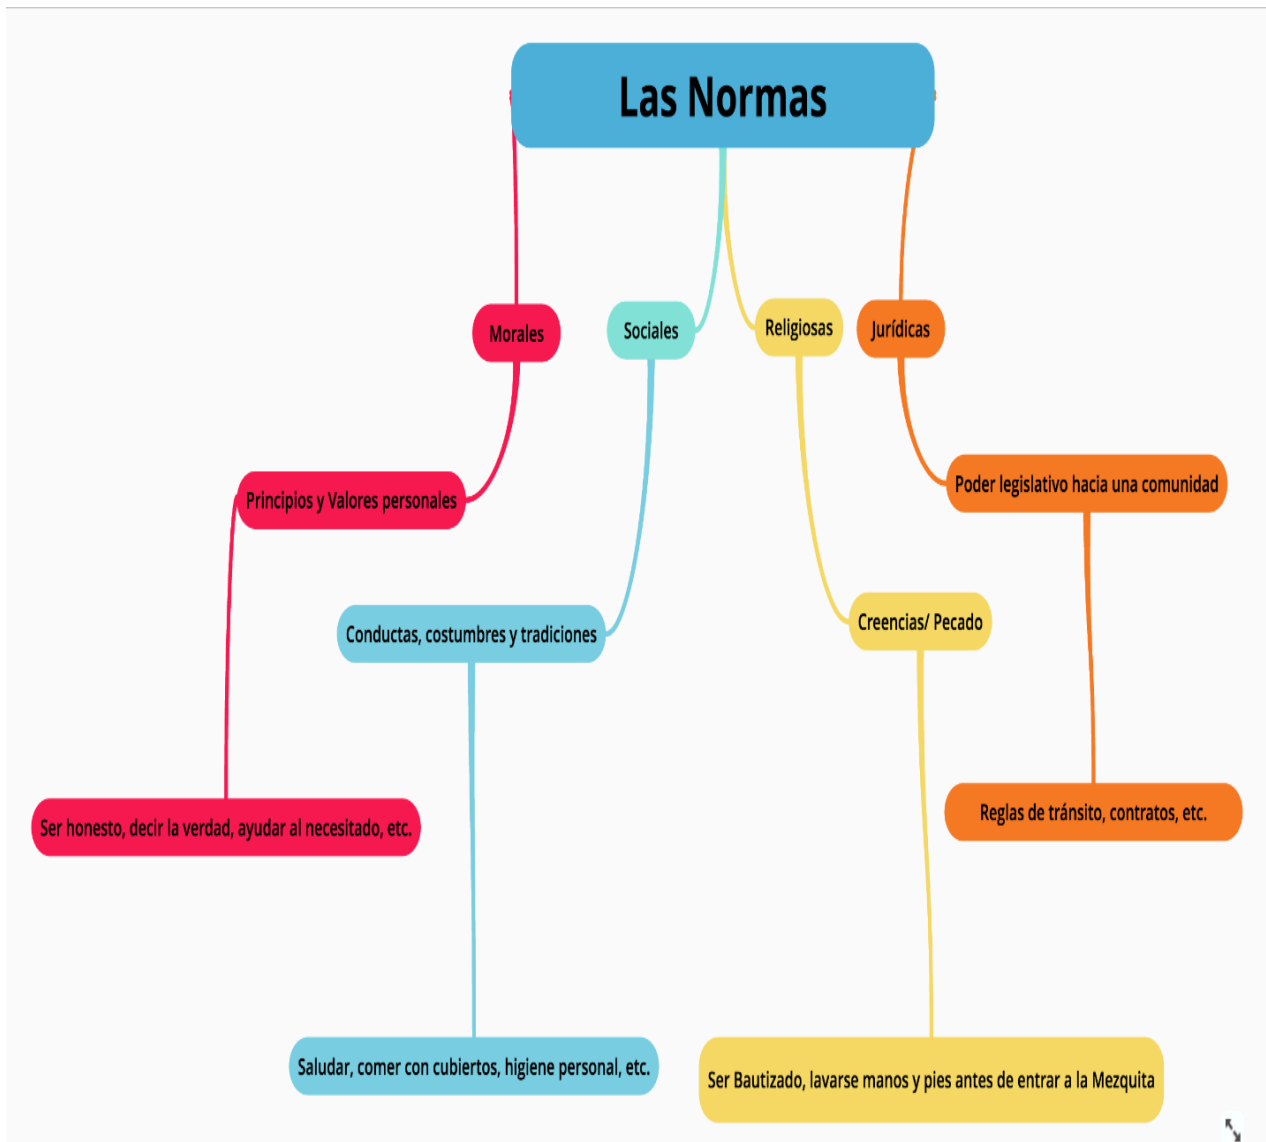 Las Normas
Morales
Sociales
Religiosas
Jurídicas
Principios y Valores personales
Poder legislativo hacia una comunidad
Conductas, costumbres y tradiciones
Creencias/ Pecado
Ser honesto, decir la verdad, ayudar al necesitado, etc.
Reglas de tránsito, contratos, etc.
Saludar, comer con cubiertos, higiene personal, etc.
Ser Bautizado, lavarse manos y pies antes de entrar a la Mezquita